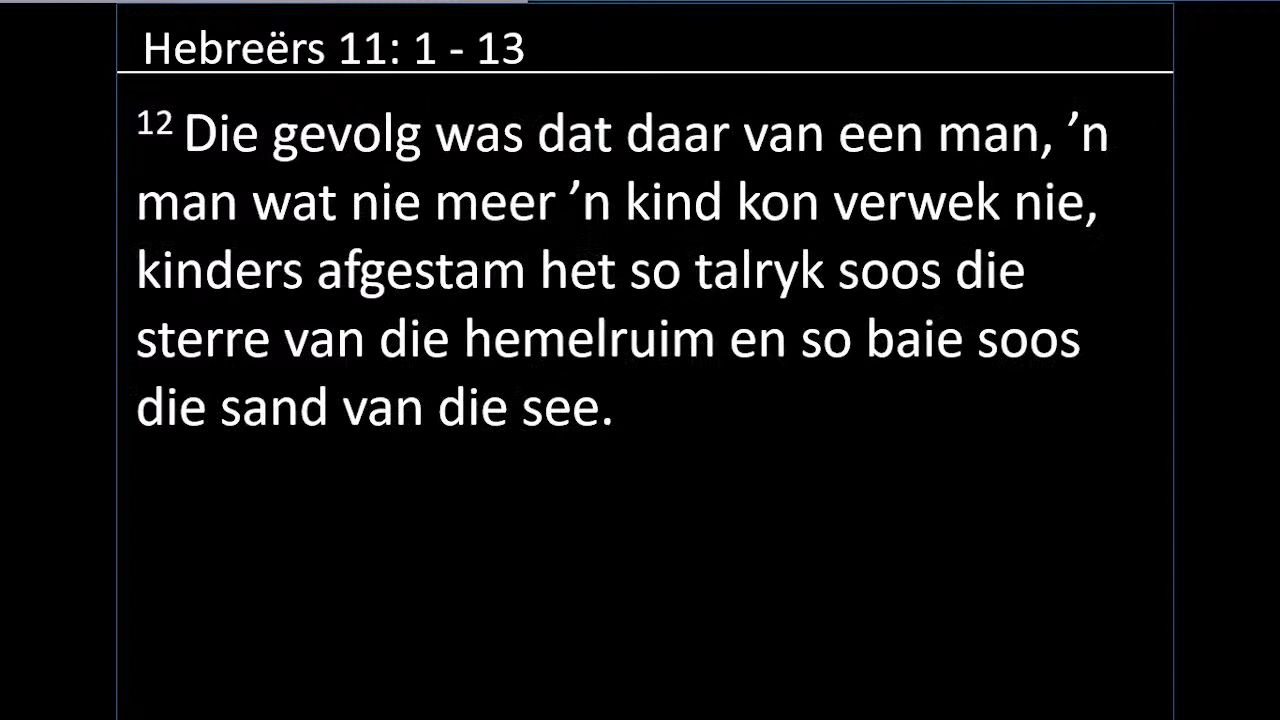 Hebreërs 11: 1 - 13
12 Die gevolg was dat daar van een man, ’n
man wat nie meer ’n kind kon verwek nie,
kinders afgestam het so talryk soos die
sterre van die hemelruim en so baie soos
die sand van die see.